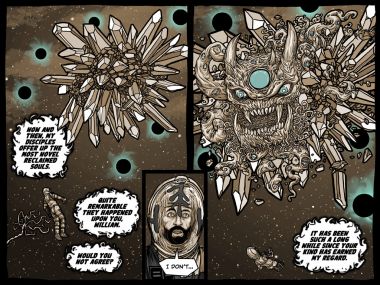 NOW AND
THEN, MY
DISCIPLES
OFFER UP THE
MOST NOVEL
RECLAIMED
SOULS.
QUITE
REMARKABLE
THEY HAPPENED
UPON YOU,
WILLIAM.
WOULD YOU
NOT AGREE?
I DON'T...
IT HAS BEEN
SUCH A LONG
WHILE SINCE YOUR
KIND HAS EARNED
MY REGARD.